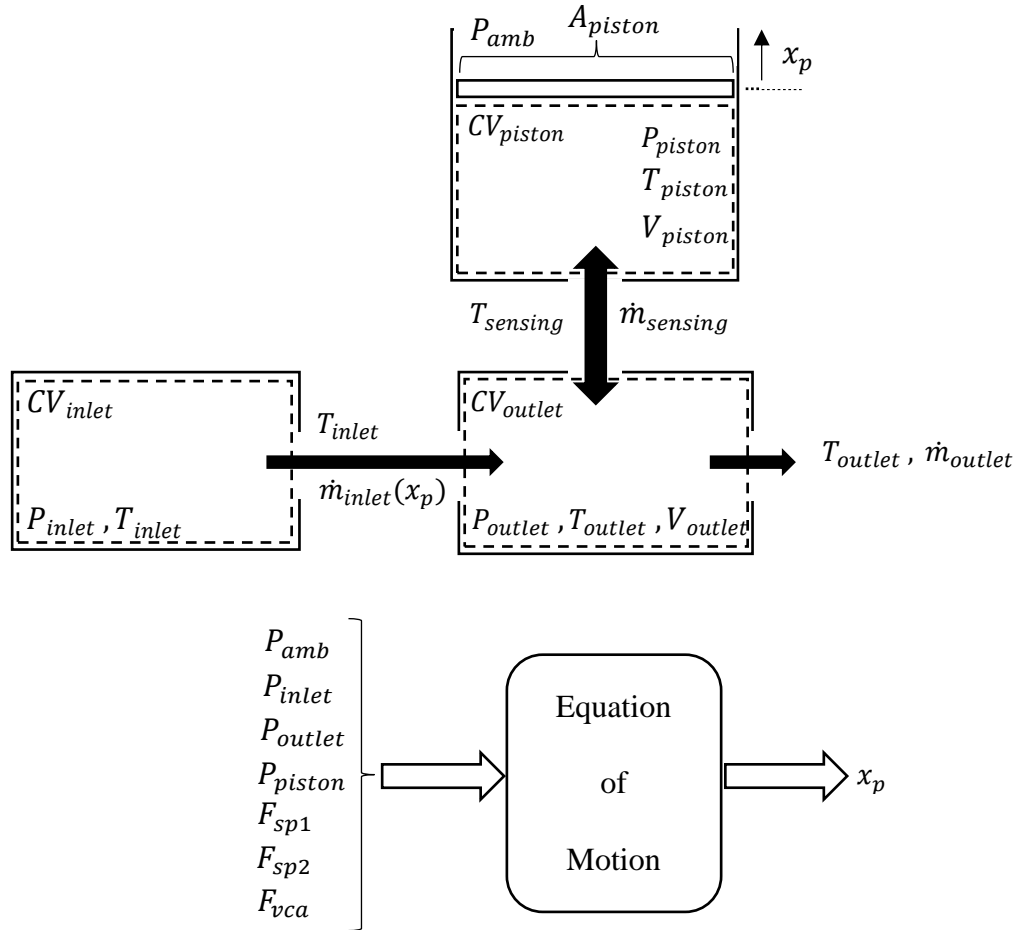 P_amb
A_piston
x_p
CV_piston
P_piston
T_piston
V_piston
T_sensing ṁ_sensing
CV_inlet
T_inlet
ṁ_inlet(x_p)
P_inlet , T_inlet
CV_outlet
P_outlet , T_outlet , V_outlet
T_outlet , ṁ_outlet
P_amb
P_inlet
P_outlet
P_piston
F_sp1
F_sp2
F_vca
Equation
of
Motion
x_p